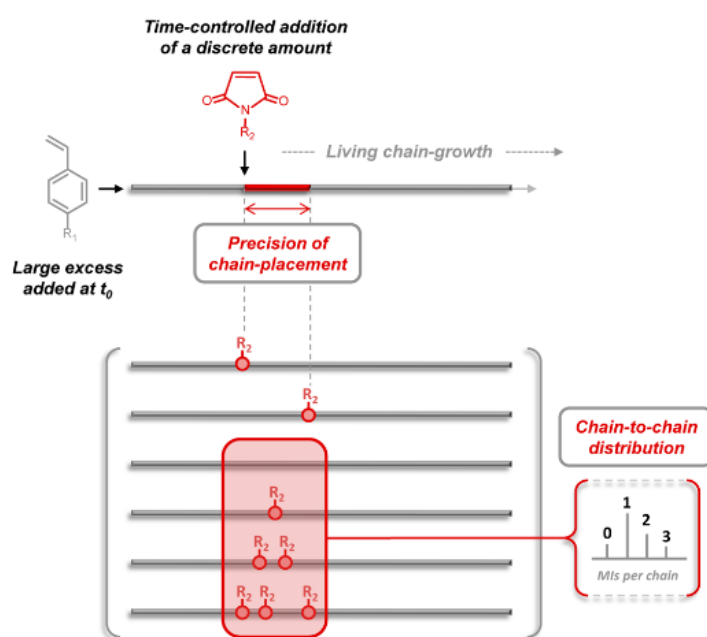 Time-controlled addition
of a discrete amount
O
N
O
R₂
Living chain-growth
R₁
Large excess
added at t₀
Precision of
chain-placement
R₂
R₂
R₂
R₂ R₂
R₂ R₂ R₂
Chain-to-chain
distribution
0 1 2 3
MIs per chain